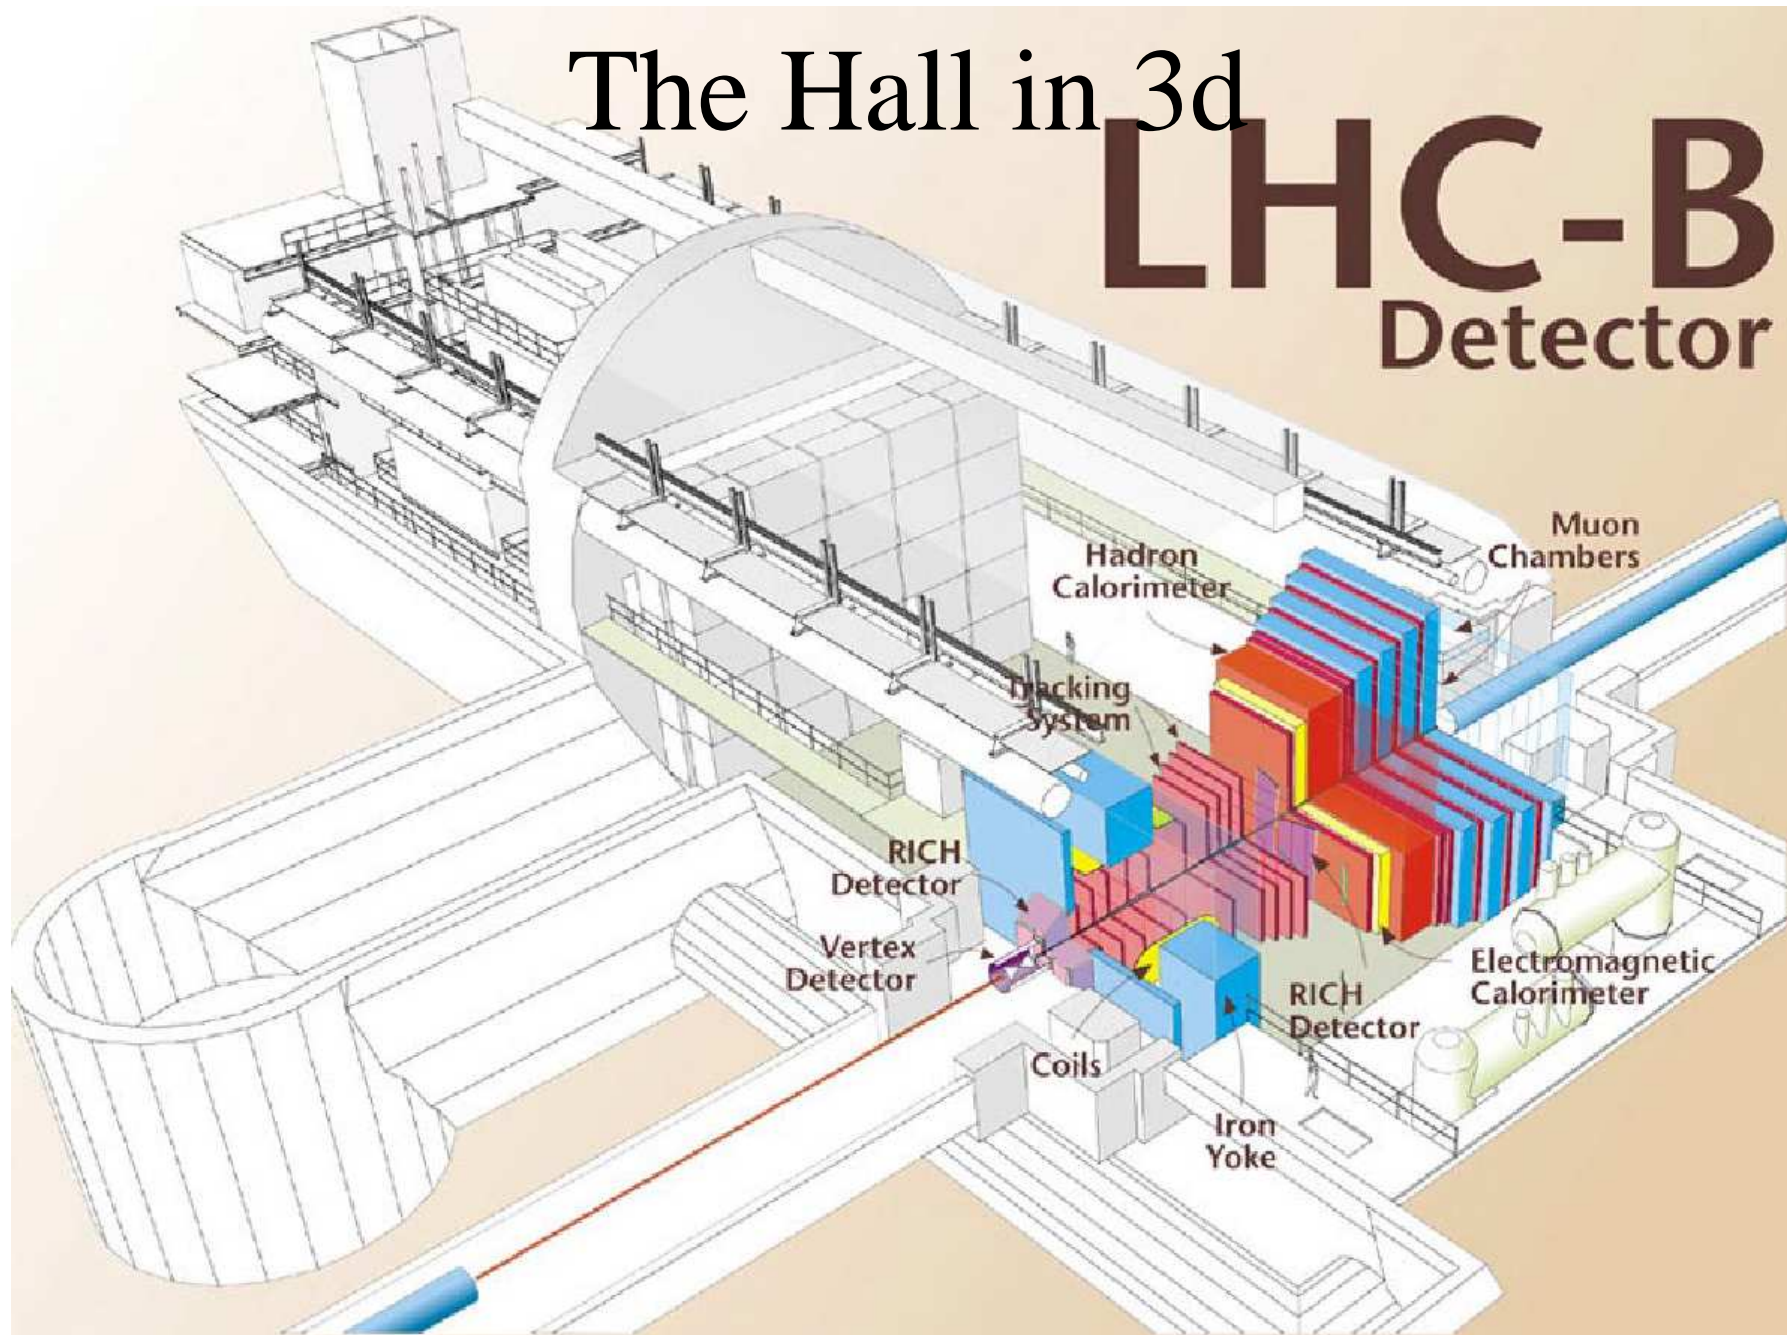 The Hall in 3d
LHC-B
Detector
Muon
Chambers
Hadron
Calorimeter
Tracking
System
RICH
Detector
Vertex
Detector
Electromagnetic
Calorimeter
RICH
Detector
Coils
Iron
Yoke